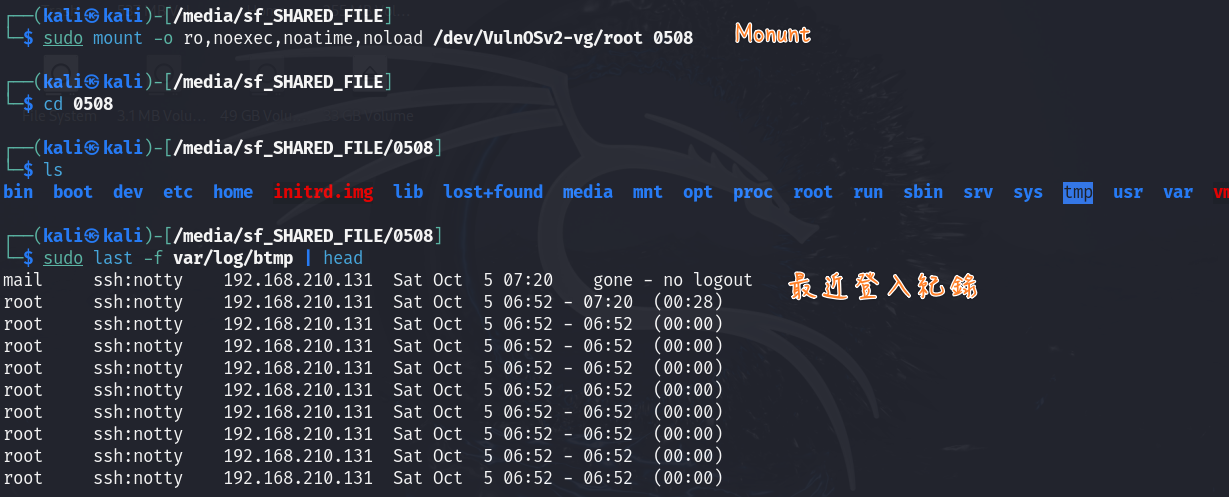 ┌──(kali㉿kali)-[/media/sf_SHARED_FILE]
└─$ sudo mount -o ro,noexec,noatime,noload /dev/VulnOSv2-vg/root 0508 Monunt
┌──(kali㉿kali)-[/media/sf_SHARED_FILE]
└─$ cd 0508
File System 3.1 MB Volu... 49 GB Volu... GB Volume
┌──(kali㉿kali)-[/media/sf_SHARED_FILE/0508]
└─$ ls
bin boot dev etc home initrd.img lib lost+found media mnt opt proc root run sbin srv sys tmp usr var vm
┌──(kali㉿kali)-[/media/sf_SHARED_FILE/0508]
└─$ sudo last -f var/log/btmp | head
mail ssh:notty 192.168.210.131 Sat Oct 5 07:20 gone - no logout 最近登入紀錄
root ssh:notty 192.168.210.131 Sat Oct 5 06:52 - 07:20 (00:28)
root ssh:notty 192.168.210.131 Sat Oct 5 06:52 - 06:52 (00:00)
root ssh:notty 192.168.210.131 Sat Oct 5 06:52 - 06:52 (00:00)
root ssh:notty 192.168.210.131 Sat Oct 5 06:52 - 06:52 (00:00)
root ssh:notty 192.168.210.131 Sat Oct 5 06:52 - 06:52 (00:00)
root ssh:notty 192.168.210.131 Sat Oct 5 06:52 - 06:52 (00:00)
root ssh:notty 192.168.210.131 Sat Oct 5 06:52 - 06:52 (00:00)
root ssh:notty 192.168.210.131 Sat Oct 5 06:52 - 06:52 (00:00)
root ssh:notty 192.168.210.131 Sat Oct 5 06:52 - 06:52 (00:00)